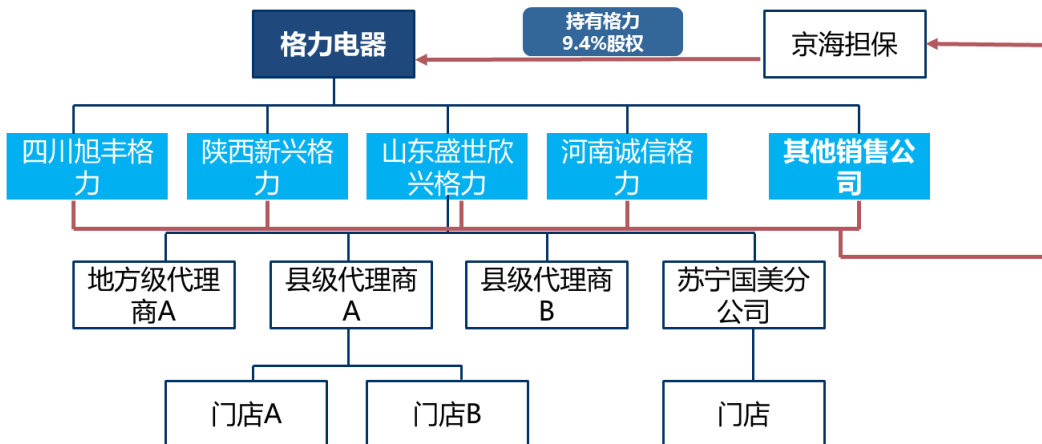 持有格力
9.4%股权
格力电器
京海担保
四川旭丰格
力
陕西新兴格
力
山东盛世欣
兴格力
河南诚信格
力
其他销售公
司
地方级代理
商A
县级代理商
A
县级代理商
B
苏宁国美分
公司
门店A
门店B
门店